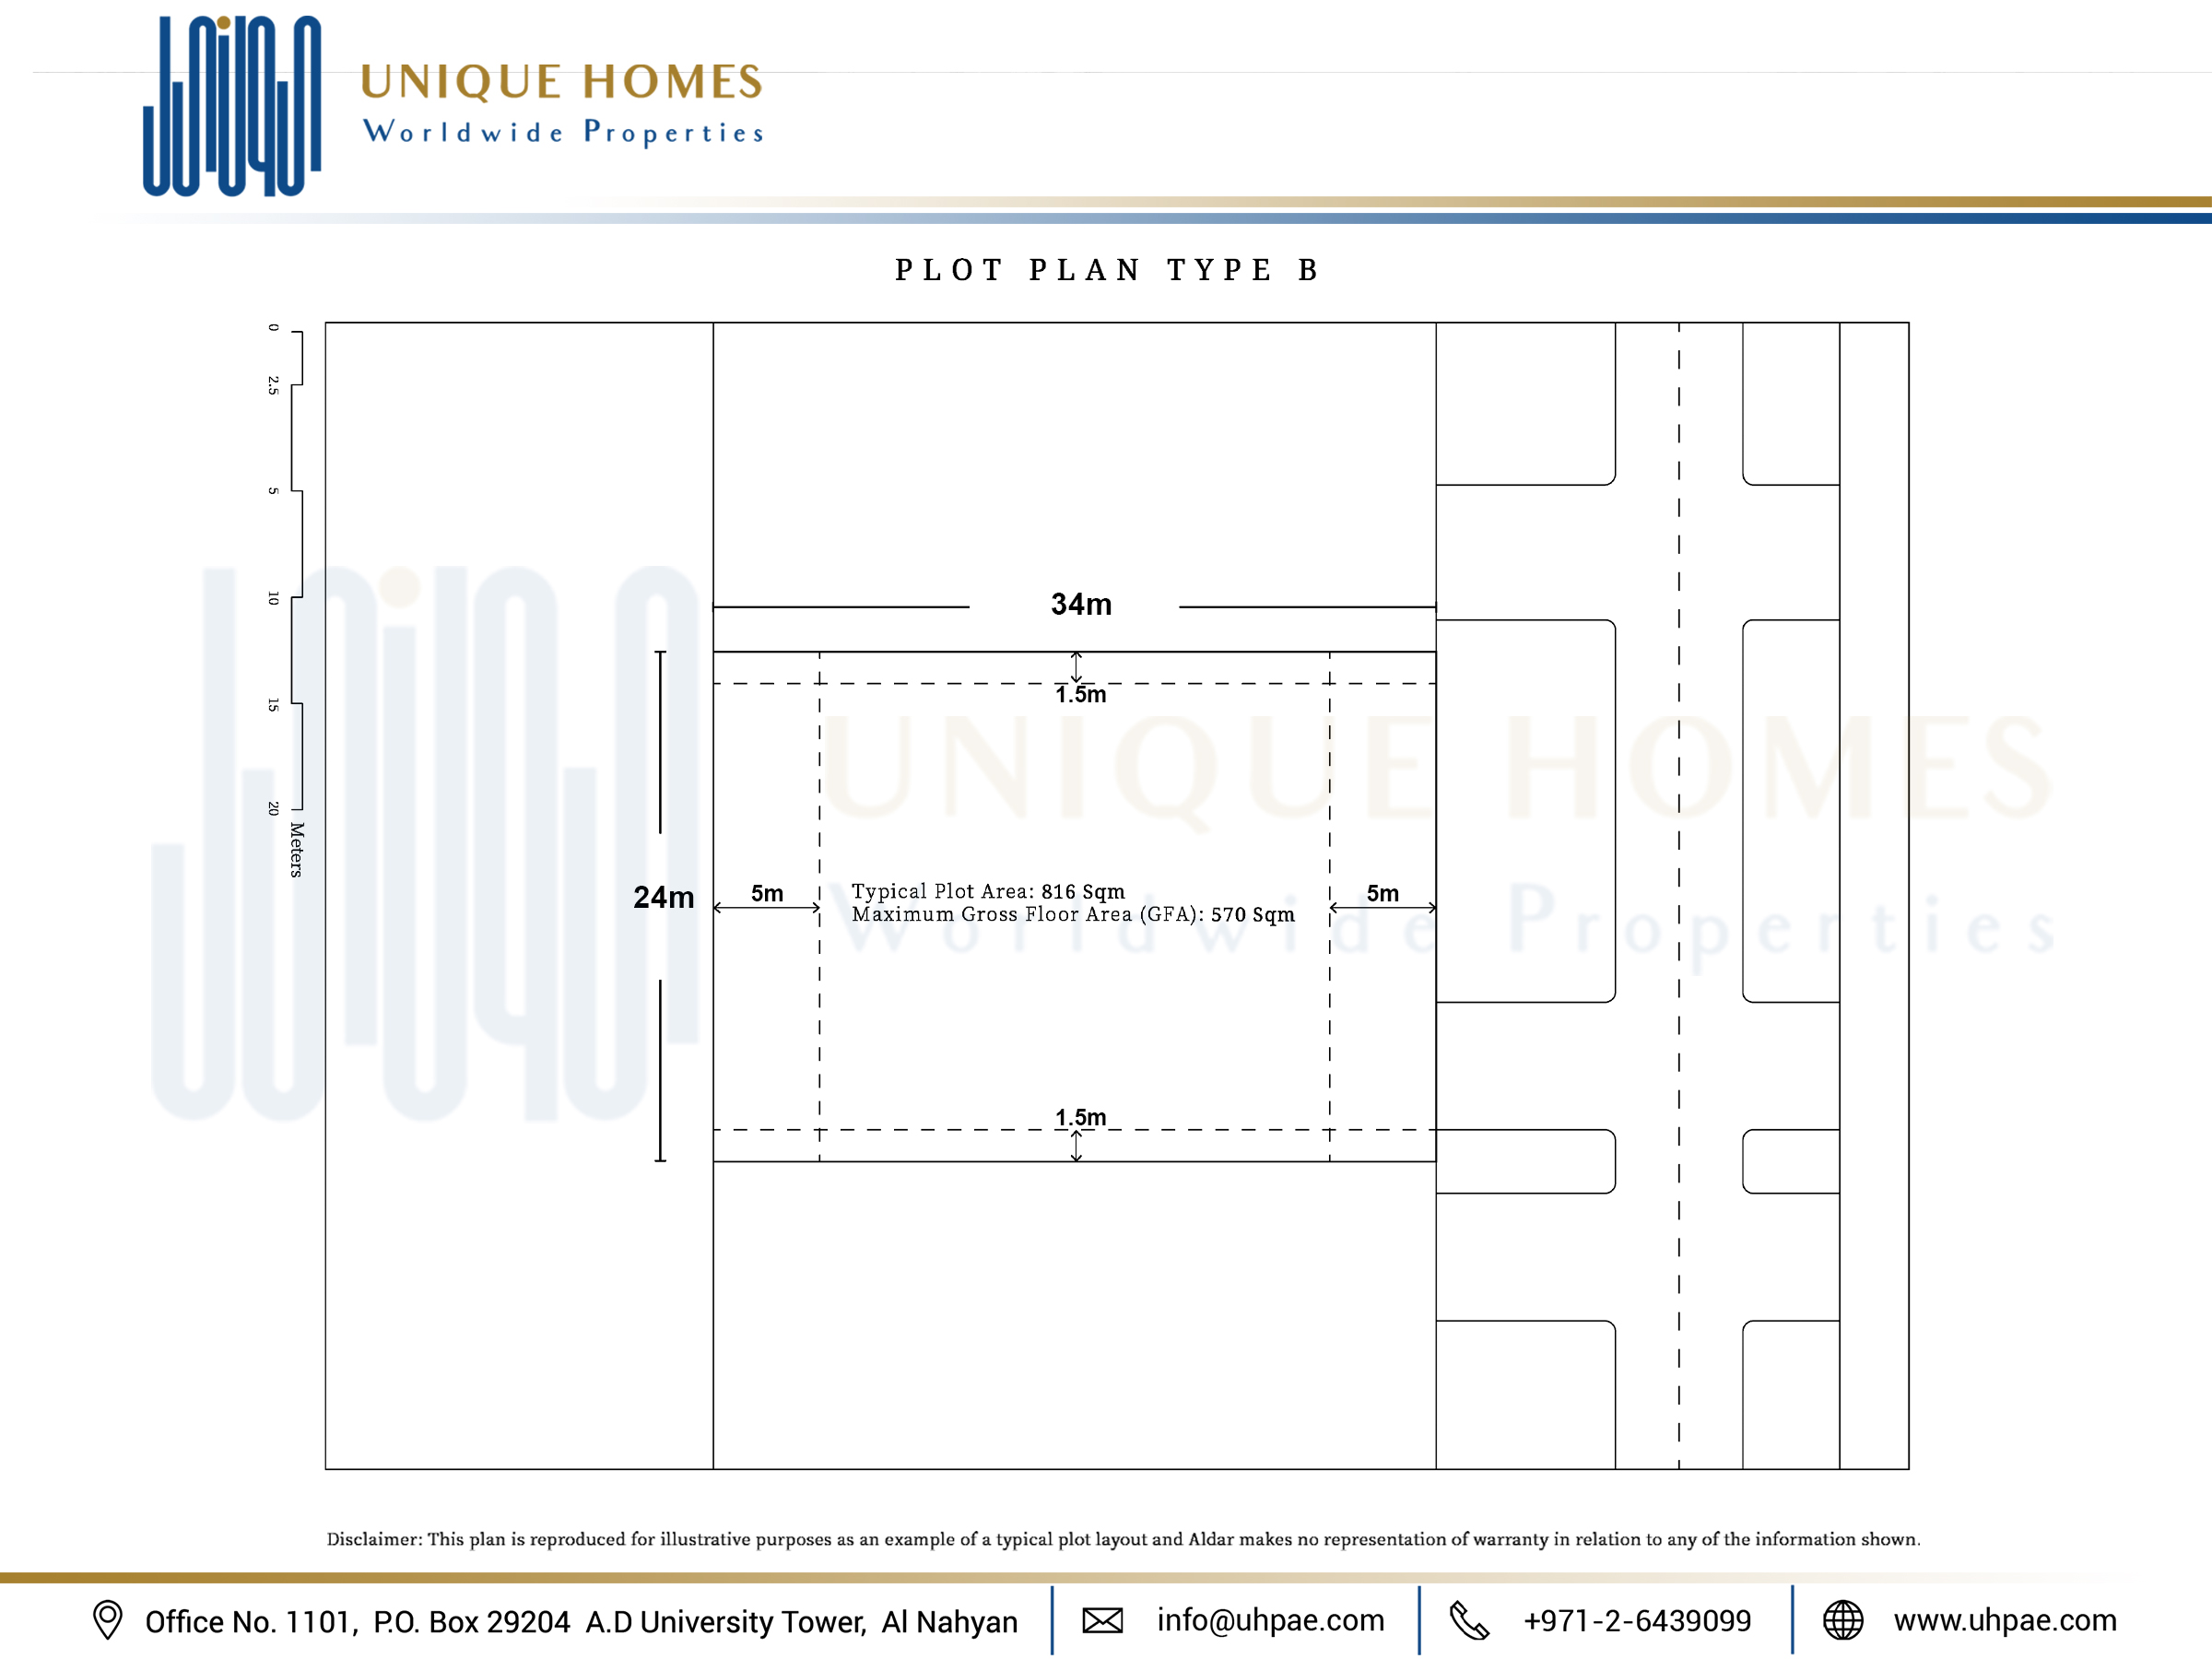 UNIQUE HOMES
Worldwide Properties
PLOT PLAN TYPE B
0
2.5
5
10
15
20
Meters
34m
1.5m
24m
5m
Typical Plot Area: 816 Sqm
Maximum Gross Floor Area (GFA): 570 Sqm
5m
1.5m
UNIQUE HOMES
Worldwide Properties
Disclaimer: This plan is reproduced for illustrative purposes as an example of a typical plot layout and Aldar makes no representation of warranty in relation to any of the information shown.
Office No. 1101, P.O. Box 29204 A.D University Tower, Al Nahyan
info@uhpae.com
+971-2-6439099
www.uhpae.com